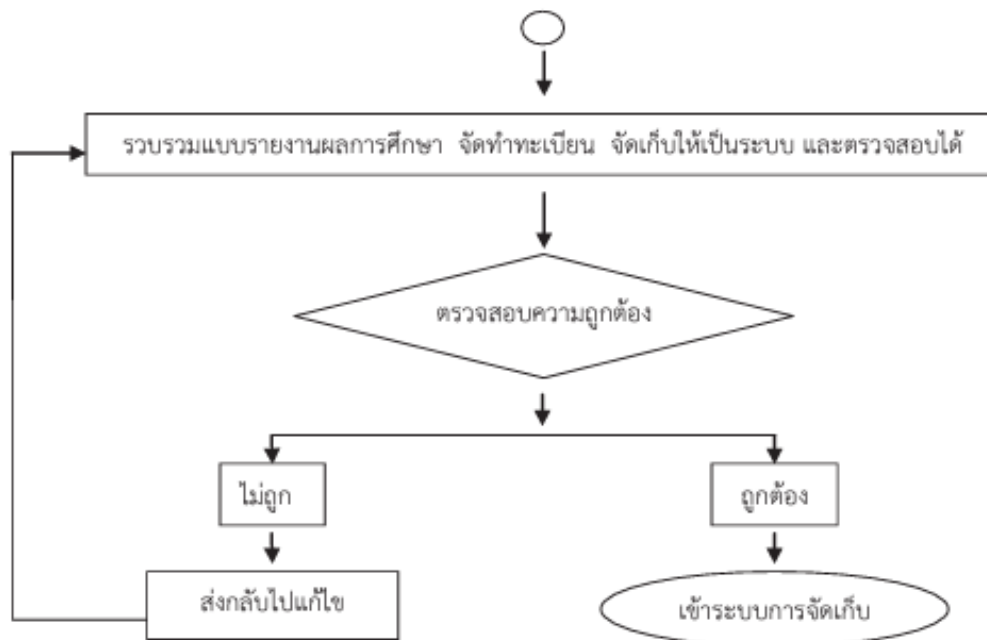 รวบรวมแบบรายงานผลการศึกษา จัดทำทะเบียน จัดเก็บให้เป็นระบบ และตรวจสอบได้
ตรวจสอบความถูกต้อง
ไม่ถูก
ถูกต้อง
ส่งกลับไปแก้ไข
เข้าระบบการจัดเก็บ